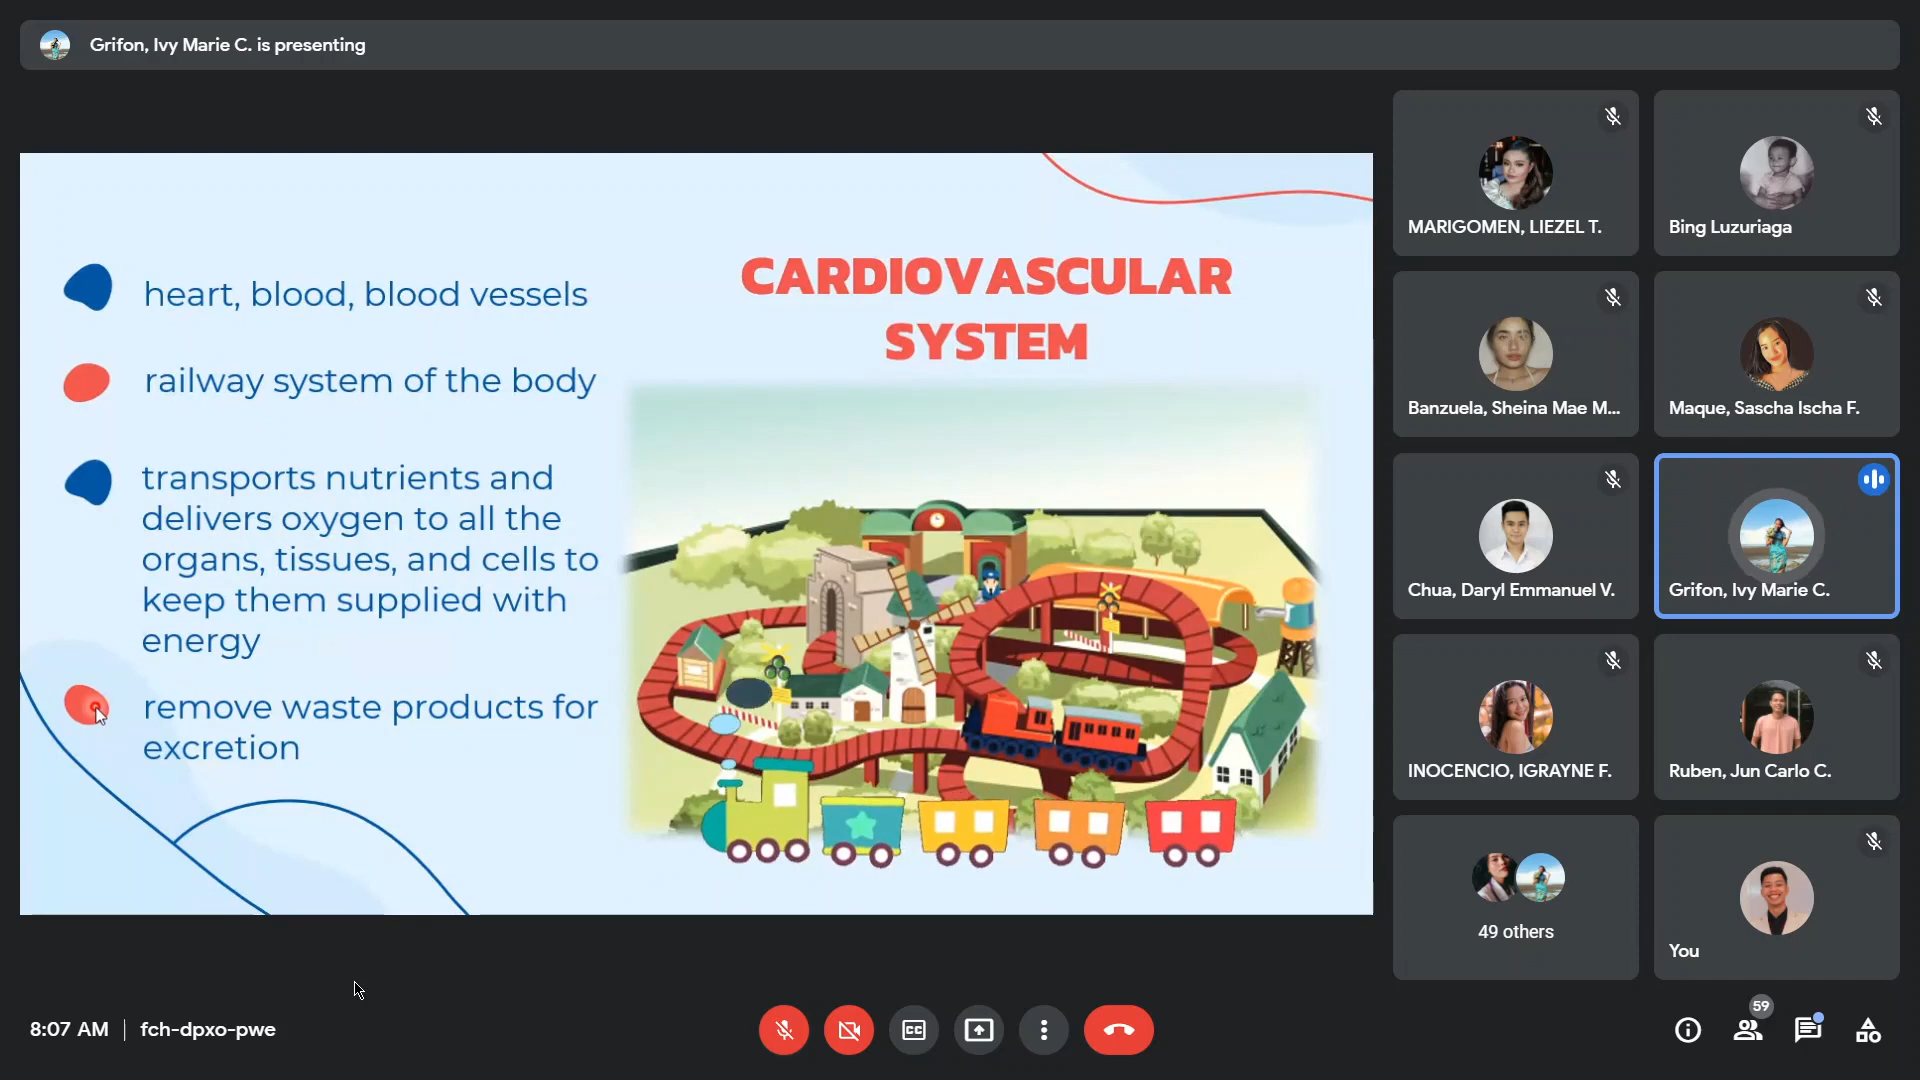 Grifon, Ivy Marie C. is presenting
heart, blood, blood vessels
railway system of the body
transports nutrients and
delivers oxygen to all the
organs, tissues, and cells to
keep them supplied with
energy
remove waste products for
excretion
CARDIOVASCULAR
SYSTEM
MARIGOMEN, LIEZEL T.
Bing Luzuriaga
Banzuela, Sheina Mae M...
Maque, Sascha Ischa F.
Chua, Daryl Emmanuel V.
Grifon, Ivy Marie C.
INOCENCIO, IGRAYNE F.
Ruben, Jun Carlo C.
49 others
You
8:07 AM | fch-dpxo-pwe
CC
59